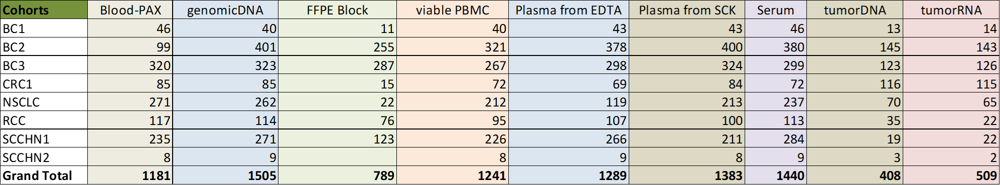 Cohorts Blood-PAX genomicDNA FFPE Block viable PBMC Plasma from EDTA Plasma from SCK Serum tumorDNA tumorRNA
BC1 46 40 11 40 43 43 46 13 14
BC2 99 401 255 321 378 400 380 145 143
BC3 320 323 287 267 298 324 299 123 126
CRC1 85 85 15 72 69 84 72 116 115
NSCLC 271 262 22 212 119 213 237 70 65
RCC 117 114 76 95 107 100 113 35 22
SCCHN1 235 271 123 226 266 211 284 19 22
SCCHN2 8 9 8 9 8 9 3 2
Grand Total 1181 1505 789 1241 1289 1383 1440 408 509